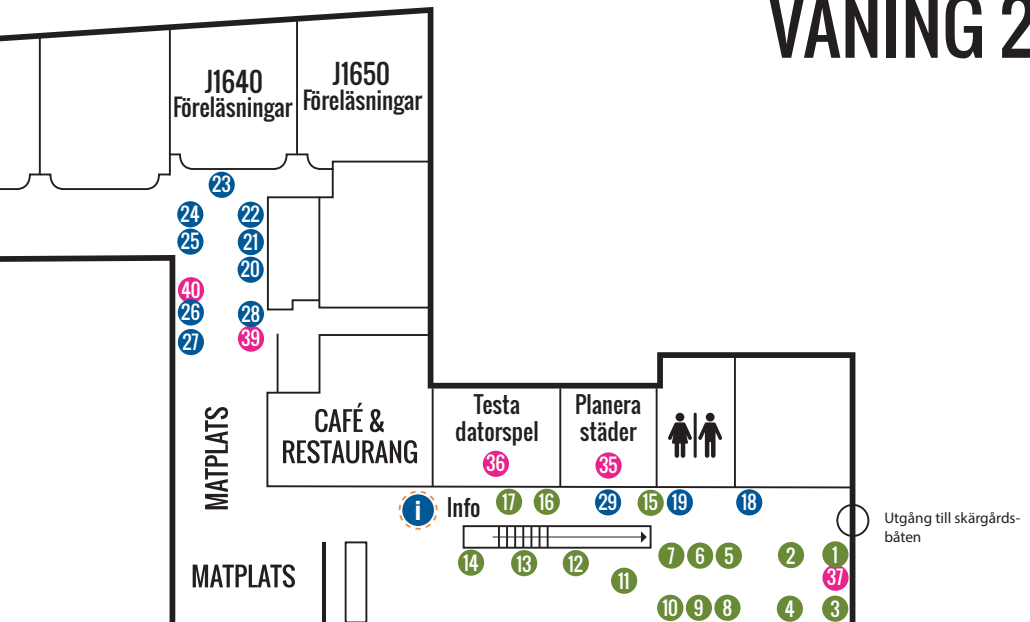 VÅNING 2
J1640
Föreläsningar
J1650
Föreläsningar
23
24
22
25
21
20
40
26
28
27
39
MATPLATS
CAFÉ &
RESTAURANG
Testa
datorspel
36
Planera
städer
35
i
Info
17
16
29
15
19
18
Utgång till skärgårds-
båten
14
13
12
11
7
6
5
2
1
37
10
9
8
4
3
MATPLATS